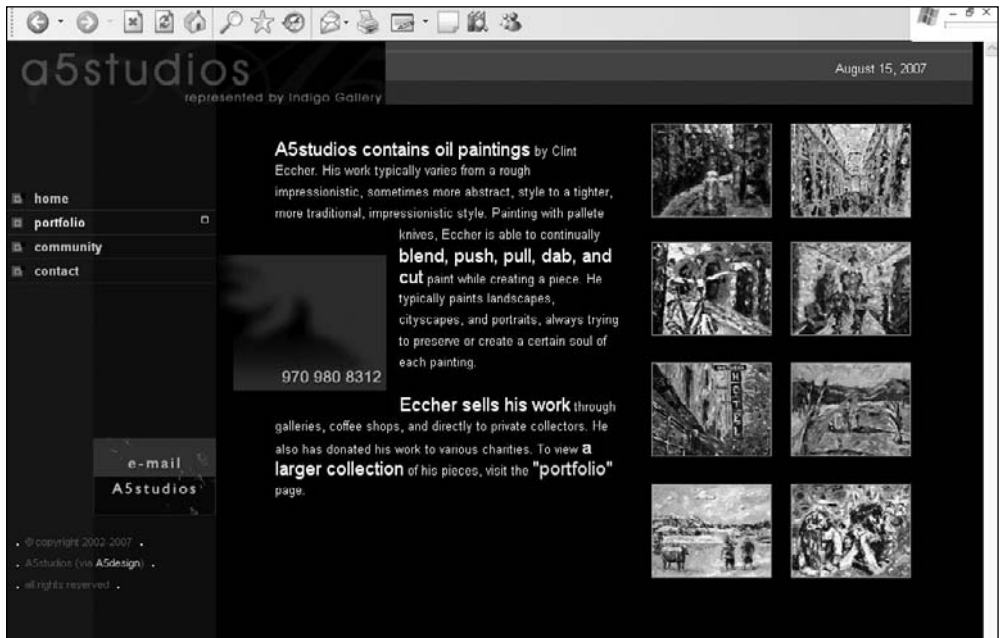 a5studios
represented by Indigo Gallery
August 15, 2007
home
portfolio
community
contact
A5studios contains oil paintings by Clint
Eccher. His work typically varies from a rough
impressionistic, sometimes more abstract, style to a tighter,
more traditional, impressionistic style. Painting with pallete
knives, Eccher is able to continually
blend, push, pull, dab, and
cut paint while creating a piece. He
typically paints landscapes,
cityscapes, and portraits, always trying
to preserve or create a certain soul of
each painting.
970 980 8312
Eccher sells his work through
galleries, coffee shops, and directly to private collectors. He
also has donated his work to various charities. To view a
larger collection of his pieces, visit the "portfolio"
page.
HOTEL
e-mail
A5studios
. © copyright 2002-2007 .
. A5studios (via A5design) .
. all rights reserved .